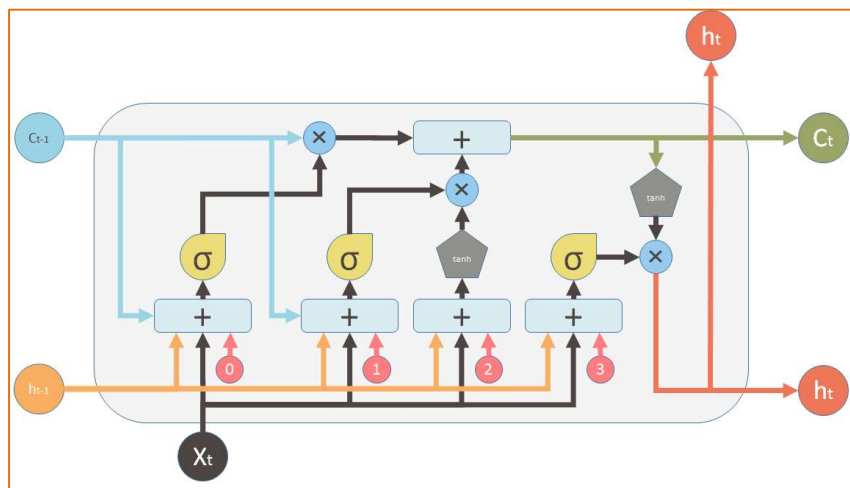 hₜ
Cₜ₋₁
×
+
Cₜ
tanh
×
σ
σ
tanh
σ
×
+
+
+
+
0
1
2
3
hₜ₋₁
hₜ
Xₜ